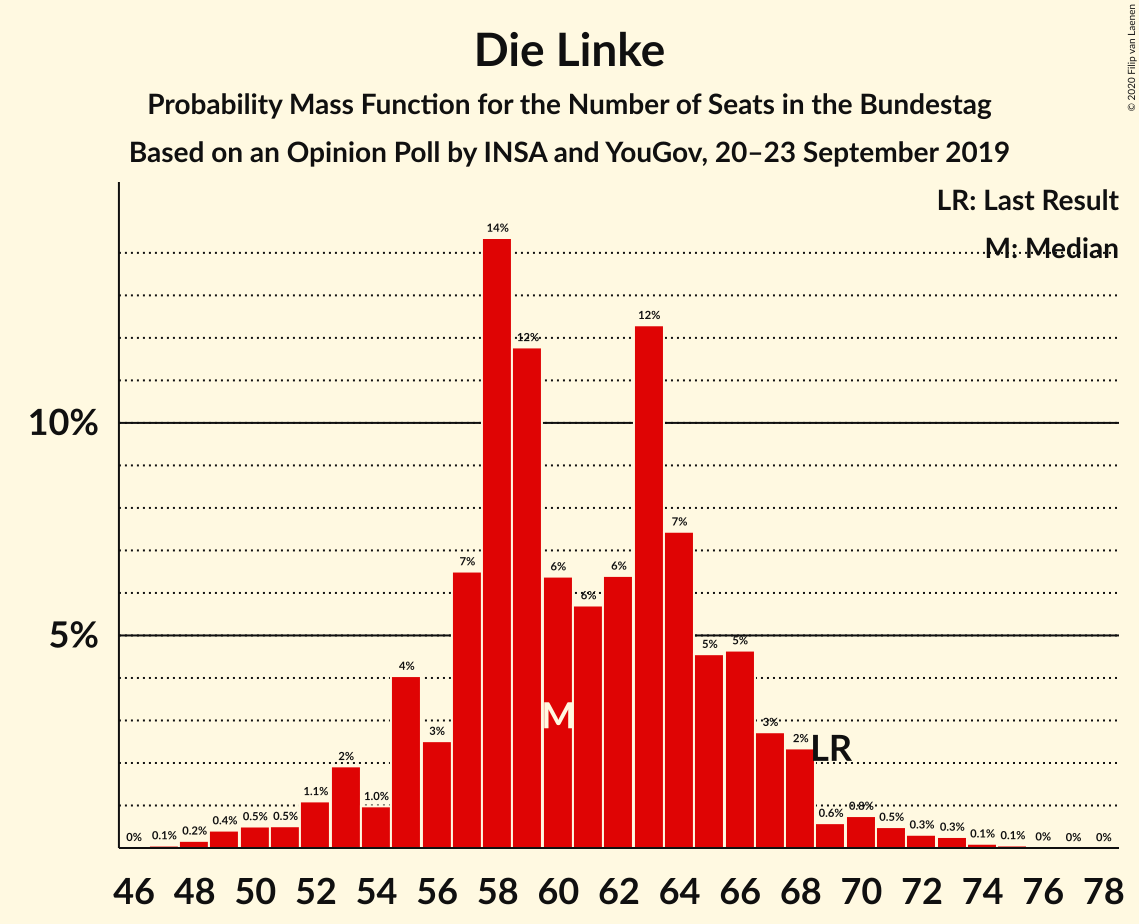 © 2020 Filip van Laenen
Die Linke
Probability Mass Function for the Number of Seats in the Bundestag
Based on an Opinion Poll by INSA and YouGov, 20–23 September 2019
LR: Last Result
M: Median
10%
5%
0% 0.1% 0.2% 0.4% 0.5% 0.5% 1.1% 2% 1.0% 4% 3% 7% 14% 12% 6% 6% 6% 12% 7% 5% 5% 3% 2% 0.6% 0.8% 0.5% 0.3% 0.3% 0.1% 0.1% 0% 0% 0%
M
LR
46 48 50 52 54 56 58 60 62 64 66 68 70 72 74 76 78